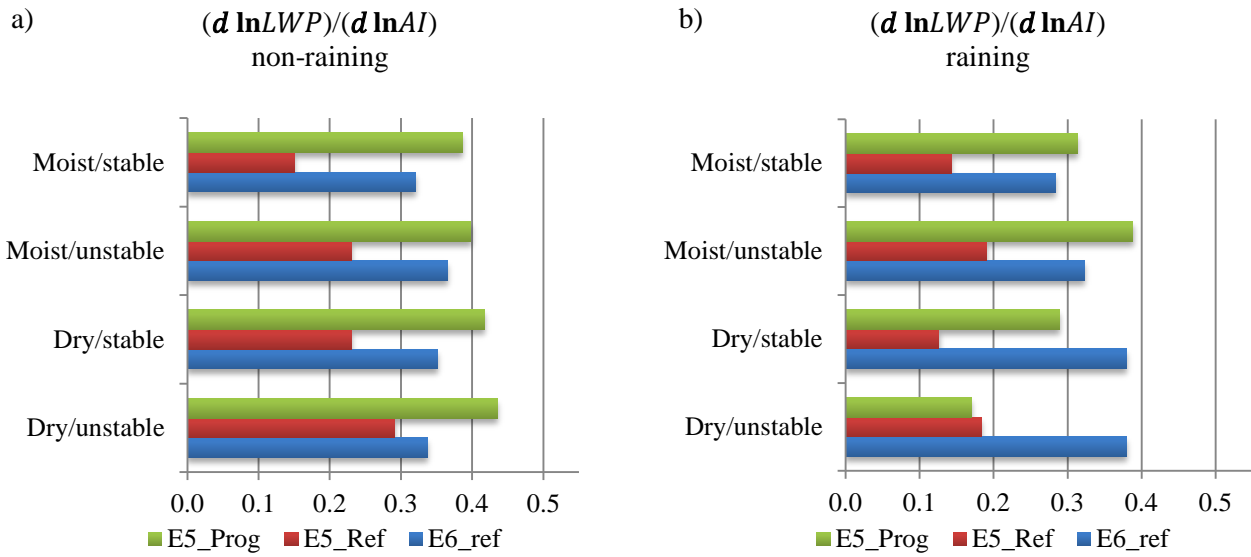 a)
(d lnLWP)/(d lnAI)
non-raining
Moist/stable
Moist/unstable
Dry/stable
Dry/unstable
0.0 0.1 0.2 0.3 0.4 0.5
E5_Prog E5_Ref E6_ref
b)
(d lnLWP)/(d lnAI)
raining
Moist/stable
Moist/unstable
Dry/stable
Dry/unstable
0.0 0.1 0.2 0.3 0.4 0.5
E5_Prog E5_Ref E6_ref